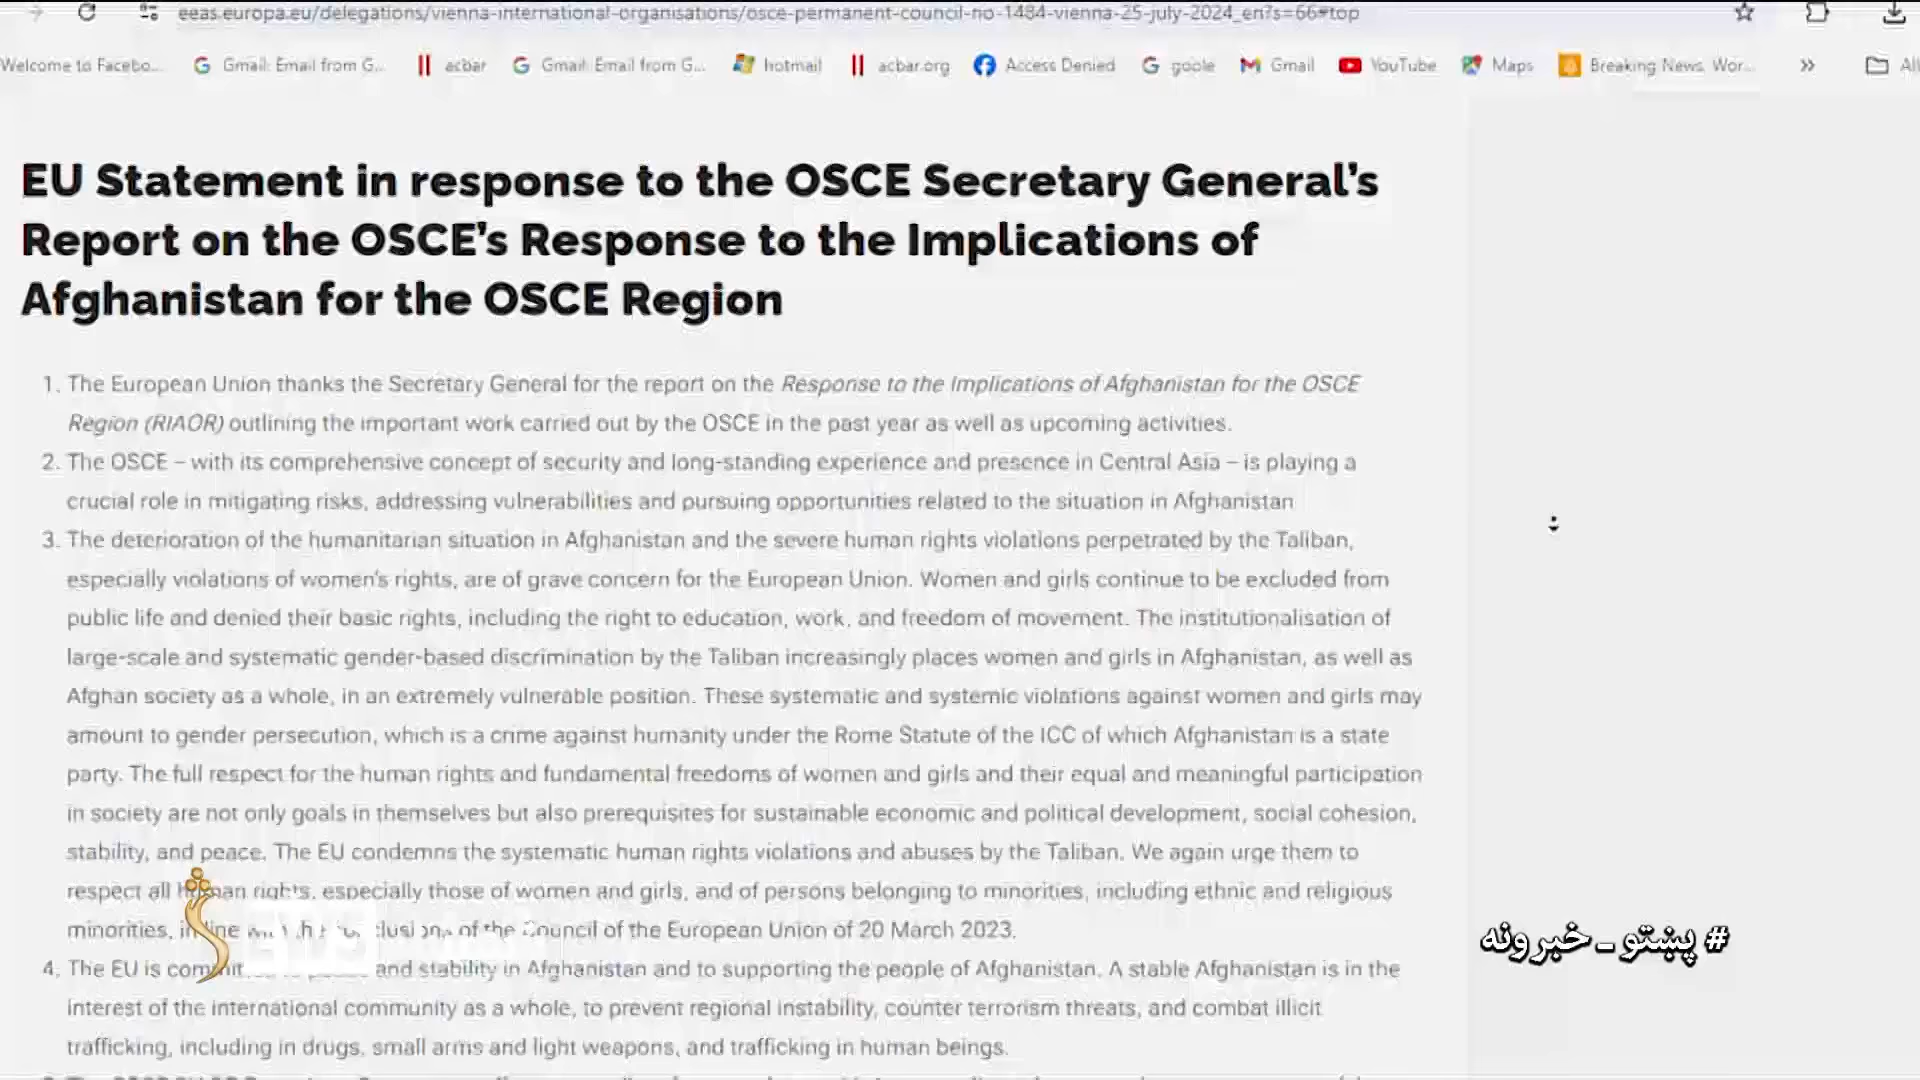 eeas.europa.eu/delegations/vienna-international-organisations/osce-permanent-council-no-1484-vienna-25-july-2024_en?s=66#top
Welcome to Facebo... Gmail: Email from G... acbar Gmail: Email from G... hotmail acbar.org Access Denied goole Gmail YouTube Maps Breaking News, Wor... » All
EU Statement in response to the OSCE Secretary General’s
Report on the OSCE’s Response to the Implications of
Afghanistan for the OSCE Region
1. The European Union thanks the Secretary General for the report on the Response to the Implications of Afghanistan for the OSCE
Region (RIAOR) outlining the important work carried out by the OSCE in the past year as well as upcoming activities.
2. The OSCE – with its comprehensive concept of security and long-standing experience and presence in Central Asia – is playing a
crucial role in mitigating risks, addressing vulnerabilities and pursuing opportunities related to the situation in Afghanistan
3. The deterioration of the humanitarian situation in Afghanistan and the severe human rights violations perpetrated by the Taliban,
especially violations of women’s rights, are of grave concern for the European Union. Women and girls continue to be excluded from
public life and denied their basic rights, including the right to education, work, and freedom of movement. The institutionalisation of
large-scale and systematic gender-based discrimination by the Taliban increasingly places women and girls in Afghanistan, as well as
Afghan society as a whole, in an extremely vulnerable position. These systematic and systemic violations against women and girls may
amount to gender persecution, which is a crime against humanity under the Rome Statute of the ICC of which Afghanistan is a state
party. The full respect for the human rights and fundamental freedoms of women and girls and their equal and meaningful participation
in society are not only goals in themselves but also prerequisites for sustainable economic and political development, social cohesion,
stability, and peace. The EU condemns the systematic human rights violations and abuses by the Taliban. We again urge them to
respect all human rights, especially those of women and girls, and of persons belonging to minorities, including ethnic and religious
minorities, in line of the Council of the European Union of 20 March 2023.
4. The EU is and stability in Afghanistan and to supporting the people of Afghanistan. A stable Afghanistan is in the
interest of the international community as a whole, to prevent regional instability, counter terrorism threats, and combat illicit
trafficking, including in drugs, small arms and light weapons, and trafficking in human beings.
# پښتو ـ خبرونه